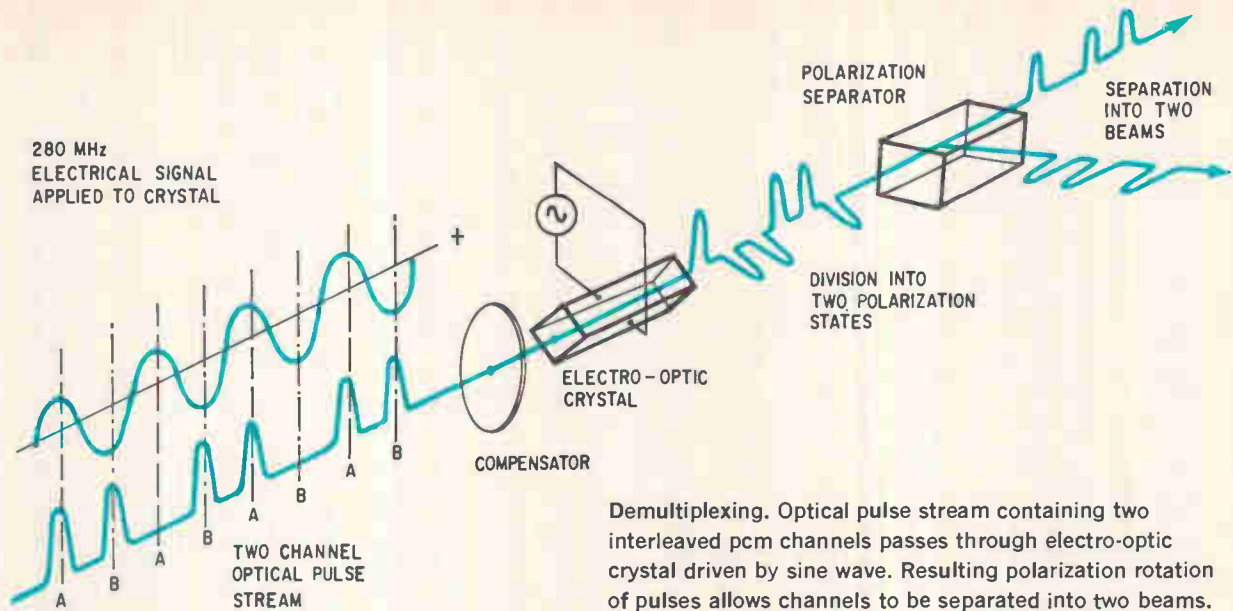 280 MHz
ELECTRICAL SIGNAL
APPLIED TO CRYSTAL
+
A
B
A
B
A
B
A
B
TWO CHANNEL
OPTICAL PULSE
STREAM
COMPENSATOR
ELECTRO-OPTIC
CRYSTAL
DIVISION INTO
TWO POLARIZATION
STATES
POLARIZATION
SEPARATOR
SEPARATION
INTO TWO
BEAMS
Demultiplexing. Optical pulse stream containing two
interleaved pcm channels passes through electro-optic
crystal driven by sine wave. Resulting polarization rotation
of pulses allows channels to be separated into two beams.